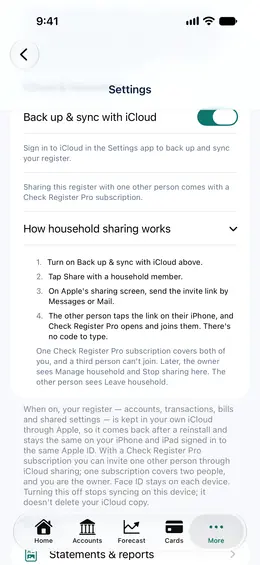 9:41
Settings
Back up & sync with iCloud
Sign in to iCloud in the Settings app to back up and sync
your register.
Sharing this register with one other person comes with a
Check Register Pro subscription.
How household sharing works
1. Turn on Back up & sync with iCloud above.
2. Tap Share with a household member.
3. On Apple's sharing screen, send the invite link by
Messages or Mail.
4. The other person taps the link on their iPhone, and
Check Register Pro opens and joins them. There's
no code to type.
One Check Register Pro subscription covers both of
you, and a third person can't join. Later, the owner
sees Manage household and Stop sharing here. The
other person sees Leave household.
When on, your register — accounts, transactions, bills
and shared settings — is kept in your own iCloud
through Apple, so it comes back after a reinstall and
stays the same on your iPhone and iPad signed in to
the same Apple ID. With a Check Register Pro
subscription you can invite one other person through
iCloud sharing; one subscription covers two people,
and you are the owner. Face ID stays on each device.
Turning this off stops syncing on this device; it
doesn't delete your iCloud copy.
Home
Accounts
Forecast
Cards
More
Statements & reports